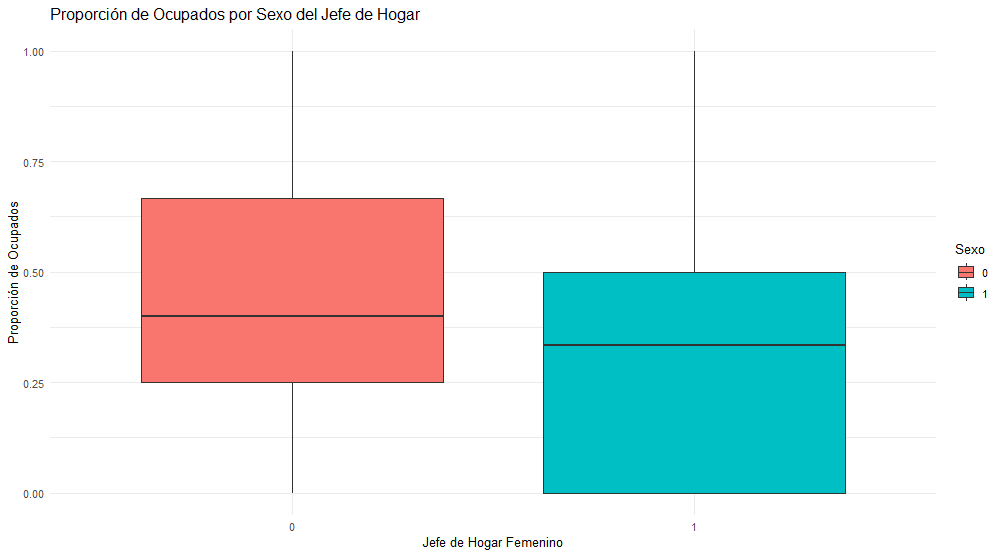 Proporción de Ocupados por Sexo del Jefe de Hogar
Proporción de Ocupados
1.00
0.75
0.50
0.25
0.00
0
1
Jefe de Hogar Femenino
Sexo
0
1